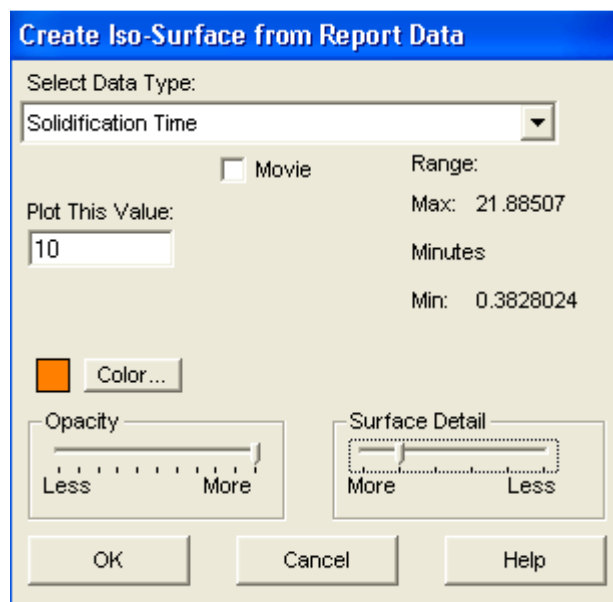 Create Iso-Surface from Report Data
Select Data Type:
Solidification Time
Movie
Range:
Plot This Value:
Max: 21.88507
10
Minutes
Min: 0.3828024
Color...
Opacity
Surface Detail
Less More
More Less
OK Cancel Help